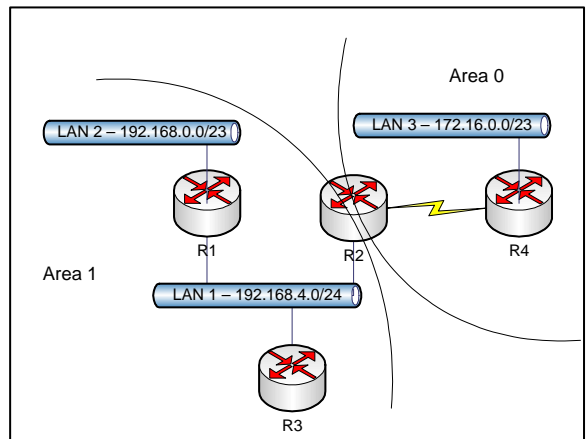 Area 0
LAN 2 – 192.168.0.0/23
LAN 3 – 172.16.0.0/23
R1
R2
R4
Area 1
LAN 1 – 192.168.4.0/24
R3